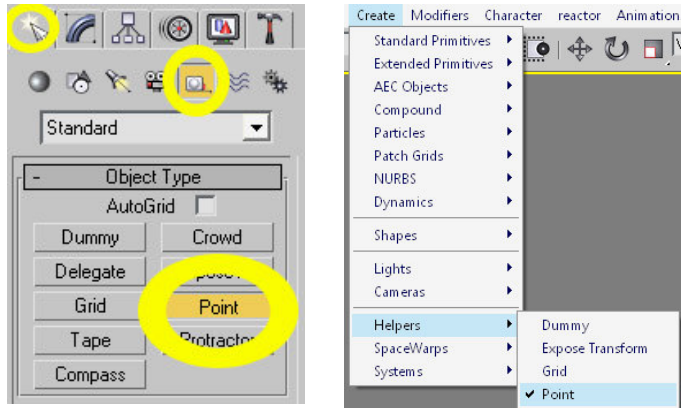 Standard
- Object Type
AutoGrid
Dummy Crowd
Delegate
Grid Point
Tape Protractor
Compass
Create Modifiers Character reactor Animation
Standard Primitives
Extended Primitives
AEC Objects
Compound
Particles
Patch Grids
NURBS
Dynamics
Shapes
Lights
Cameras
Helpers
SpaceWarps
Systems
Dummy
Expose Transform
Grid
Point